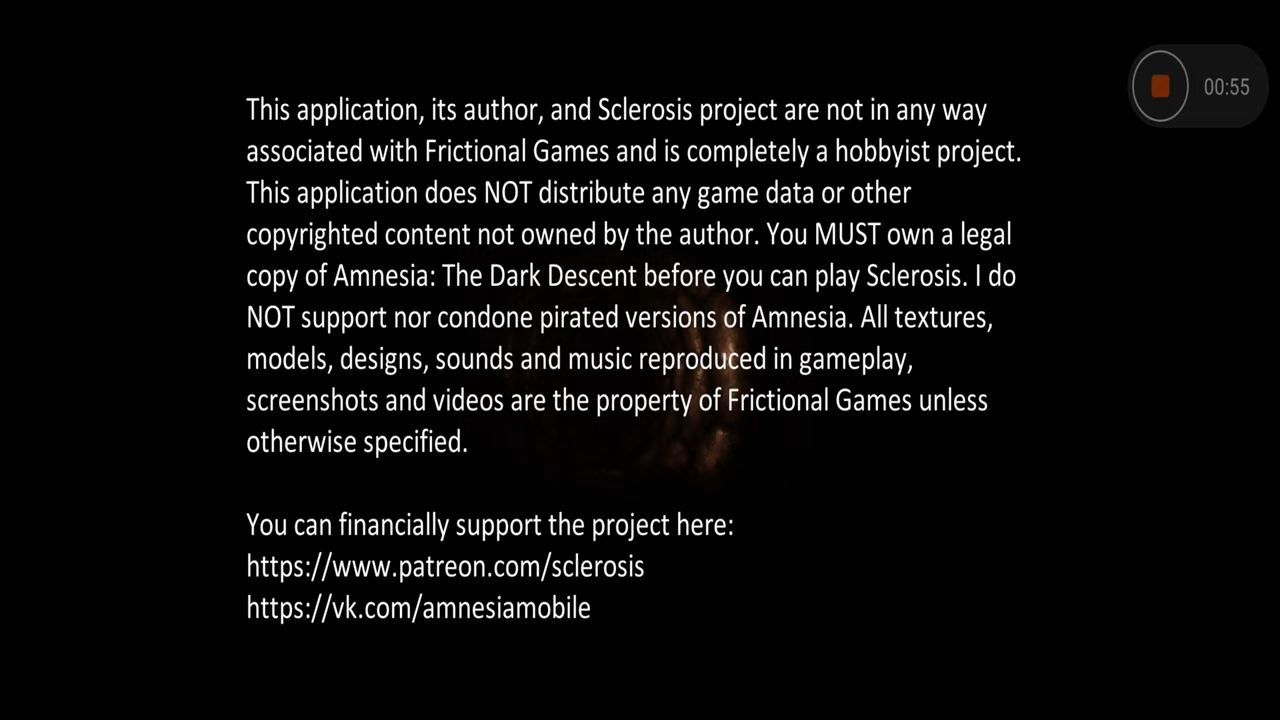 This application, its author, and Sclerosis project are not in any way
associated with Frictional Games and is completely a hobbyist project.
This application does NOT distribute any game data or other
copyrighted content not owned by the author. You MUST own a legal
copy of Amnesia: The Dark Descent before you can play Sclerosis. I do
NOT support nor condone pirated versions of Amnesia. All textures,
models, designs, sounds and music reproduced in gameplay,
screenshots and videos are the property of Frictional Games unless
otherwise specified.
You can financially support the project here:
https://www.patreon.com/sclerosis
https://vk.com/amnesiamobile
00:55